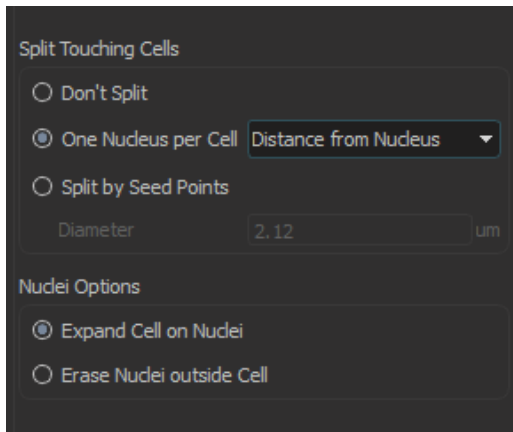 Split Touching Cells
Don't Split
One Nucleus per Cell Distance from Nucleus
Split by Seed Points
Diameter 2.12 um
Nuclei Options
Expand Cell on Nuclei
Erase Nuclei outside Cell